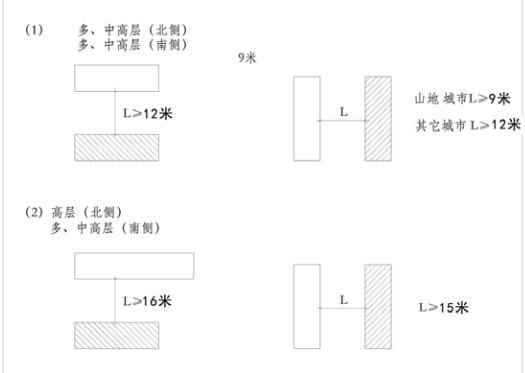 (1) 多、中高层（北侧）
多、中高层（南侧）
9米
L≥12米
L
山地 城市L≥9米
其它城市 L≥12米
(2) 高层（北侧）
多、中高层（南侧）
L≥16米
L
L≥15米